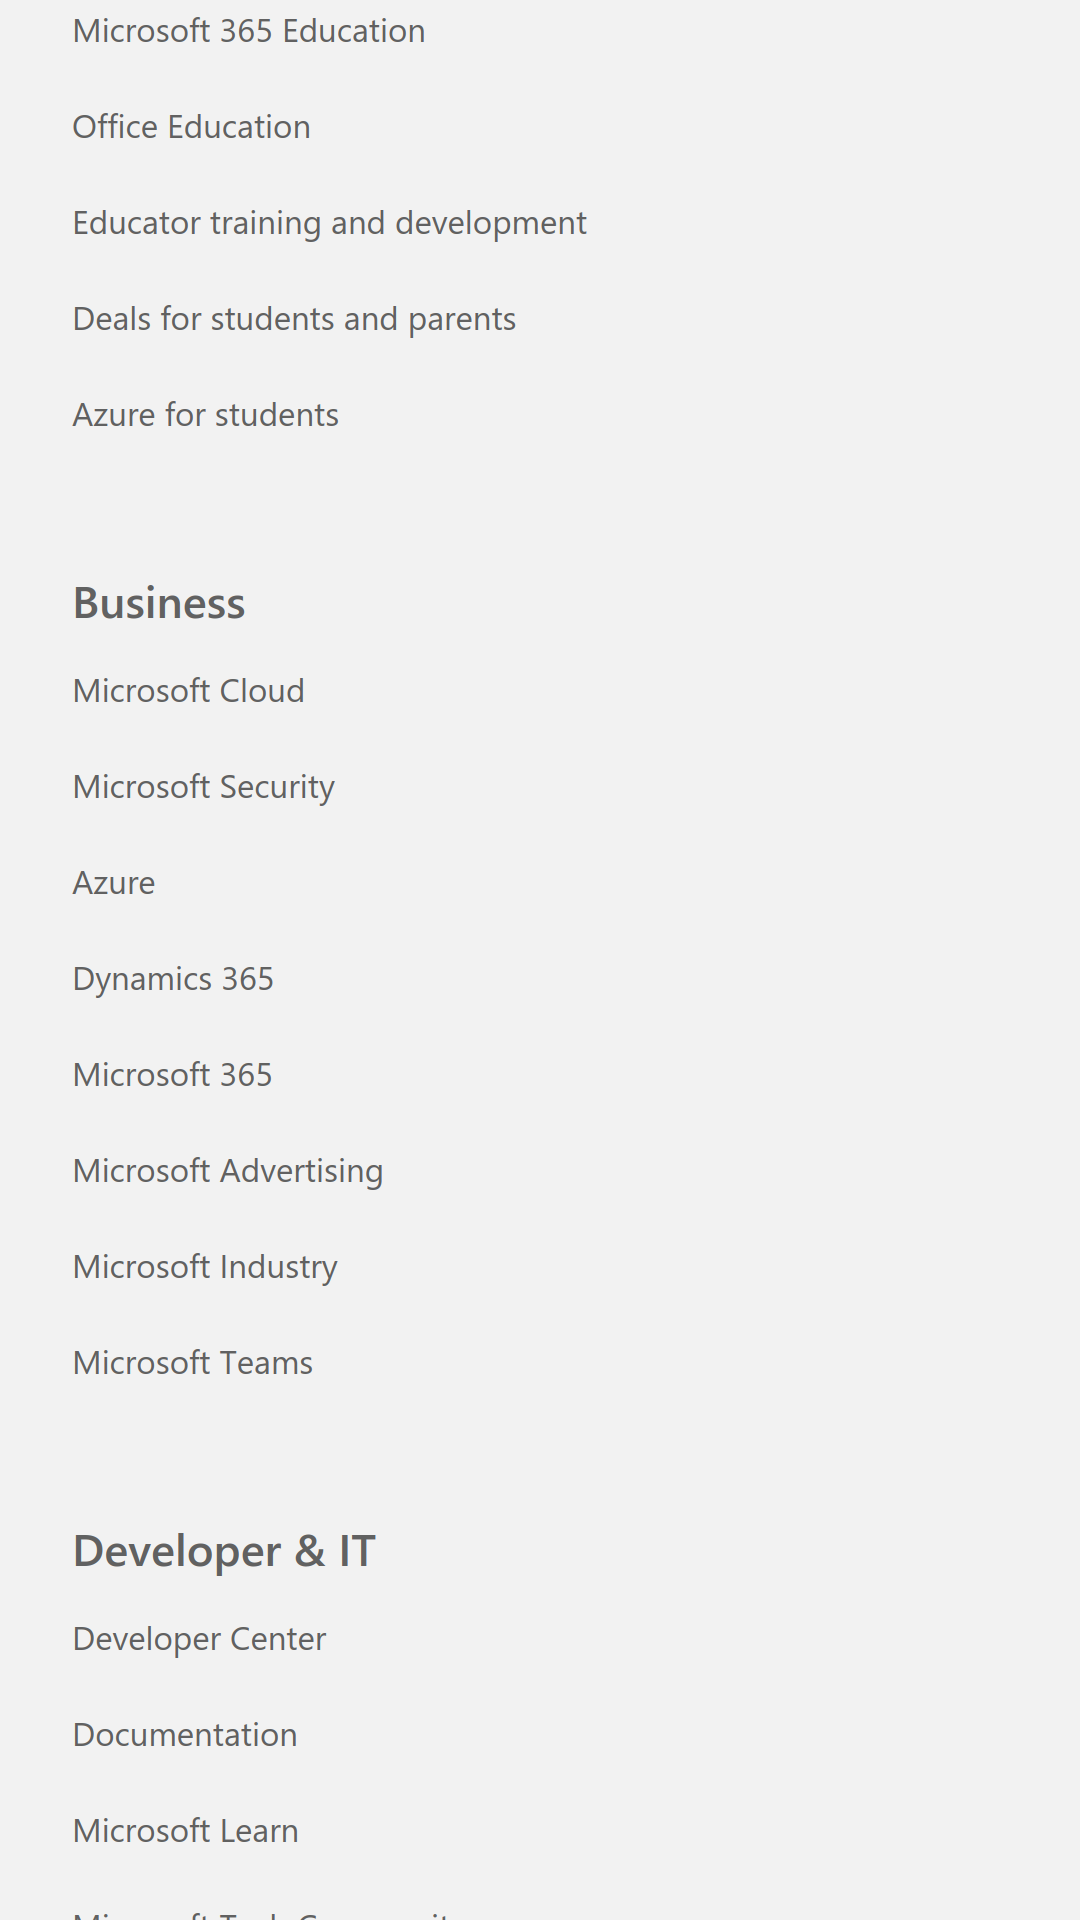 Microsoft 365 Education
Office Education
Educator training and development
Deals for students and parents
Azure for students
Business
Microsoft Cloud
Microsoft Security
Azure
Dynamics 365
Microsoft 365
Microsoft Advertising
Microsoft Industry
Microsoft Teams
Developer & IT
Developer Center
Documentation
Microsoft Learn